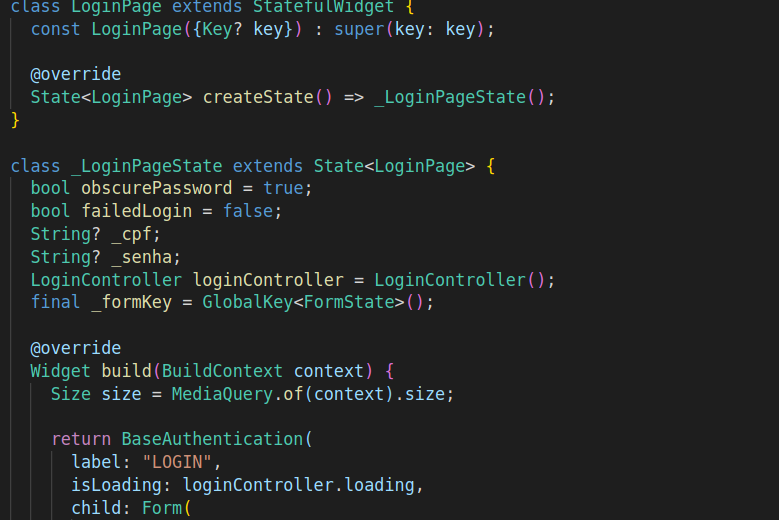 class LoginPage extends StatefulWidget {
const LoginPage({Key? key}) : super(key: key);
@override
State<LoginPage> createState() => _LoginPageState();
}
class _LoginPageState extends State<LoginPage> {
bool obscurePassword = true;
bool failedLogin = false;
String? _cpf;
String? _senha;
LoginController loginController = LoginController();
final _formKey = GlobalKey<FormState>();
@override
Widget build(BuildContext context) {
Size size = MediaQuery.of(context).size;
return BaseAuthentication(
label: "LOGIN",
isLoading: loginController.loading,
child: Form(